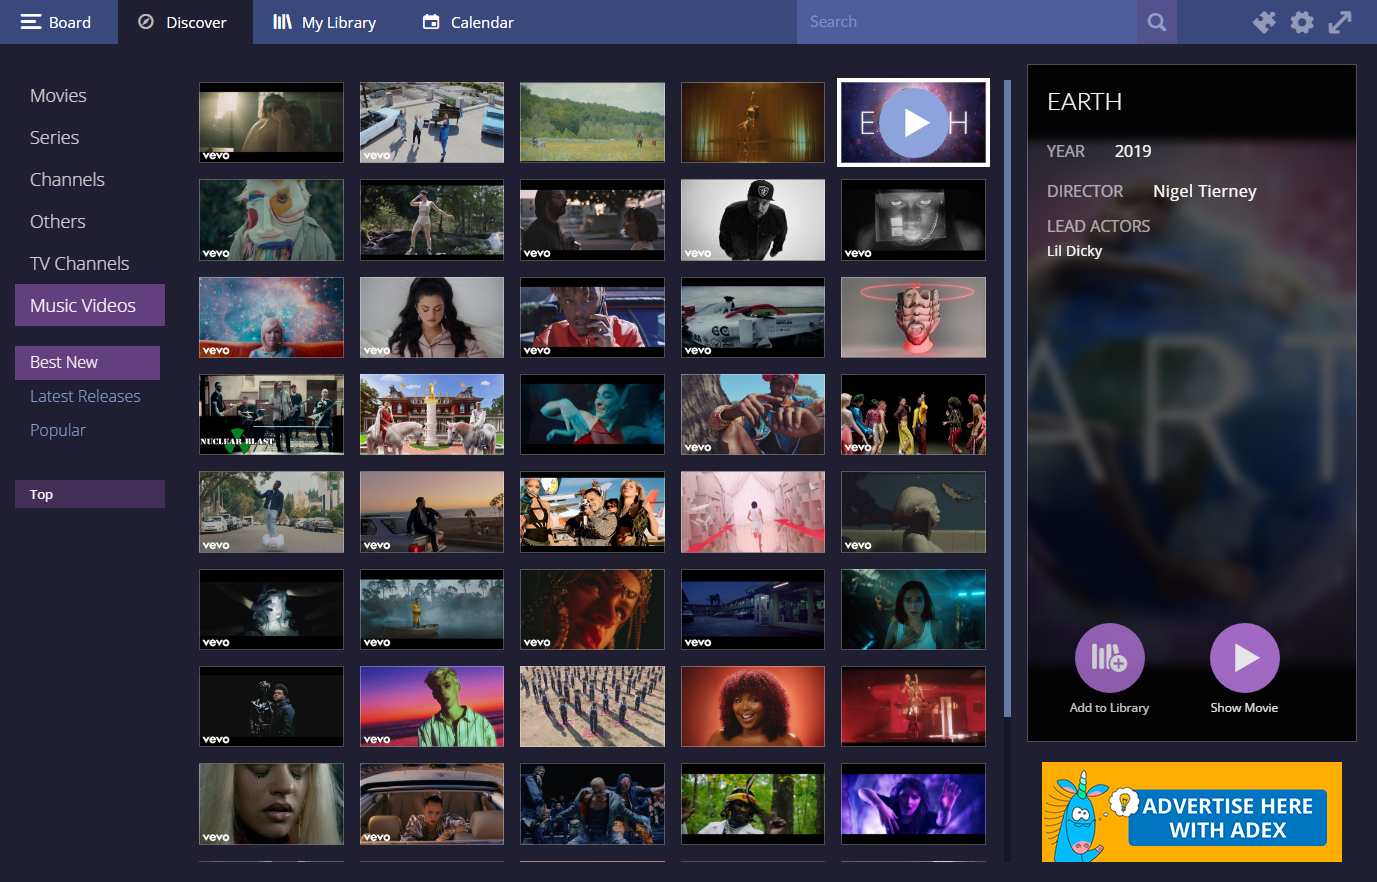 Board
Discover
My Library
Calendar
Search
Movies
Series
Channels
Others
TV Channels
Music Videos
Best New
Latest Releases
Popular
Top
vevo
vevo
E H
vevo
vevo
vevo
vevo
vevo
vevo
vevo
vevo
vevo
NUCLEAR BLAST
vevo
vevo
vevo
vevo
vevo
vevo
vevo
vevo
vevo
vevo
vevo
vevo
vevo
EARTH
YEAR 2019
DIRECTOR Nigel Tierney
LEAD ACTORS
Lil Dicky
ART
Add to Library
Show Movie
ADVERTISE HERE
WITH ADEX